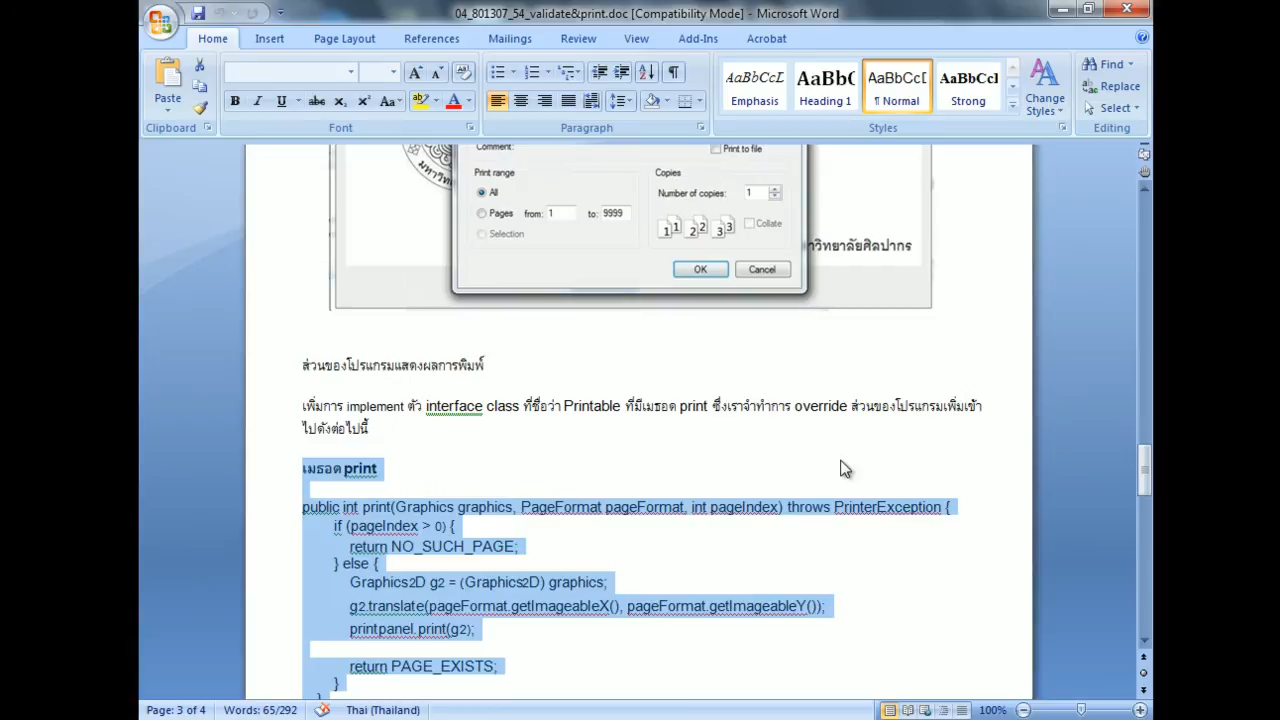 04_801307_54_validate&print.doc [Compatibility Mode] - Microsoft Word
Home Insert Page Layout References Mailings Review View Add-Ins Acrobat
Paste
AaBbCcL AaBbC AaBbCc[ AaBbCcl
Emphasis Heading 1 ¶ Normal Strong
Change Styles
Find
Replace
Select
Clipboard Font Paragraph Styles Editing
Comment: Print to file
Print range Copies
All Number of copies: 1
Pages from: 1 to: 9999
Collate
Selection
OK Cancel
าวิทยาลัยศิลปากร
ส่วนของโปรแกรมแสดงผลการพิมพ์
เพิ่มการ implement ตัว interface class ที่ชื่อว่า Printable ที่มีเมธอด print ซึ่งเราจำทำการ override ส่วนของโปรแกรมเพิ่มเข้า
ไปดังต่อไปนี้
เมธอด print
public int print(Graphics graphics, PageFormat pageFormat, int pageIndex) throws PrinterException {
if (pageIndex > 0) {
return NO_SUCH_PAGE;
} else {
Graphics2D g2 = (Graphics2D) graphics;
g2.translate(pageFormat.getImageableX(), pageFormat.getImageableY());
printpanel.print(g2);
return PAGE_EXISTS;
}
}
Page: 3 of 4 Words: 65/292 Thai (Thailand) 100%